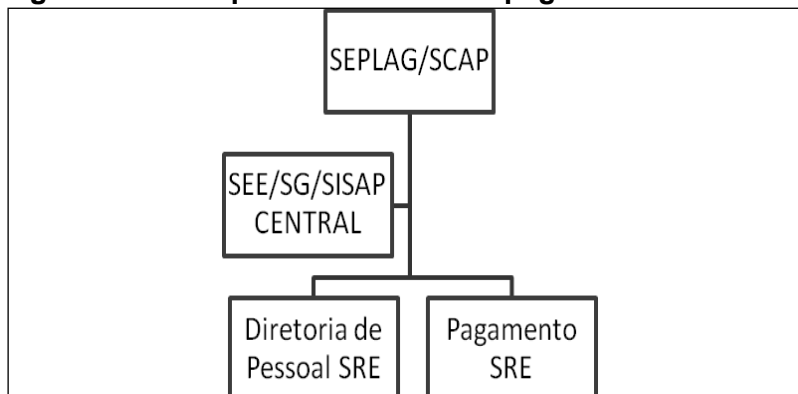 SEPLAG/SCAP
SEE/SG/SISAP
CENTRAL
Diretoria de
Pessoal SRE
Pagamento
SRE